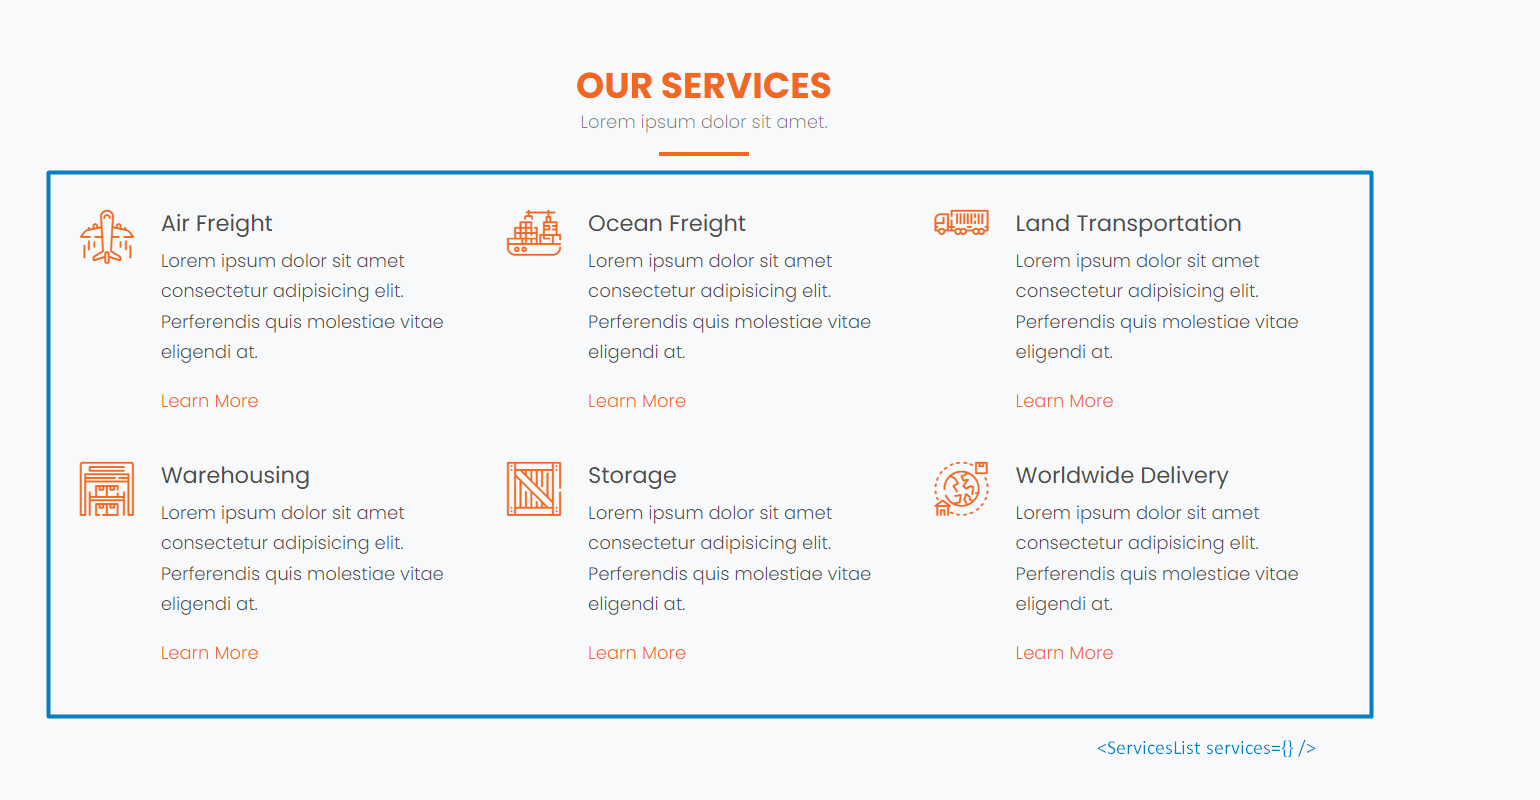 OUR SERVICES
Lorem ipsum dolor sit amet.
Air Freight
Lorem ipsum dolor sit amet
consectetur adipisicing elit.
Perferendis quis molestiae vitae
eligendi at.
Learn More
Ocean Freight
Lorem ipsum dolor sit amet
consectetur adipisicing elit.
Perferendis quis molestiae vitae
eligendi at.
Learn More
Land Transportation
Lorem ipsum dolor sit amet
consectetur adipisicing elit.
Perferendis quis molestiae vitae
eligendi at.
Learn More
Warehousing
Lorem ipsum dolor sit amet
consectetur adipisicing elit.
Perferendis quis molestiae vitae
eligendi at.
Learn More
Storage
Lorem ipsum dolor sit amet
consectetur adipisicing elit.
Perferendis quis molestiae vitae
eligendi at.
Learn More
Worldwide Delivery
Lorem ipsum dolor sit amet
consectetur adipisicing elit.
Perferendis quis molestiae vitae
eligendi at.
Learn More
<ServicesList services={} />